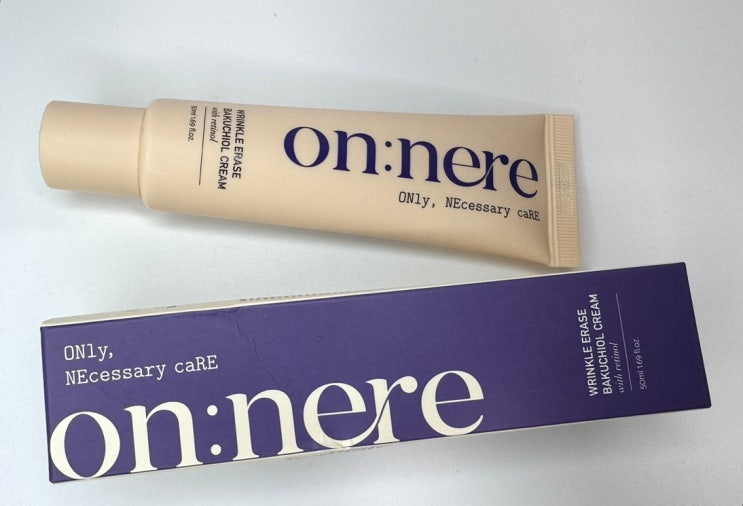 on:nere
ONly, NEcessary caRE
WRINKLE ERASE
BAKUCHIOL CREAM
with retinol
50ml 1.69 fl.oz.
ONly,
NEcessary caRE
on:nere
WRINKLE ERASE
BAKUCHIOL CREAM
with retinol
50ml 1.69 fl.oz.